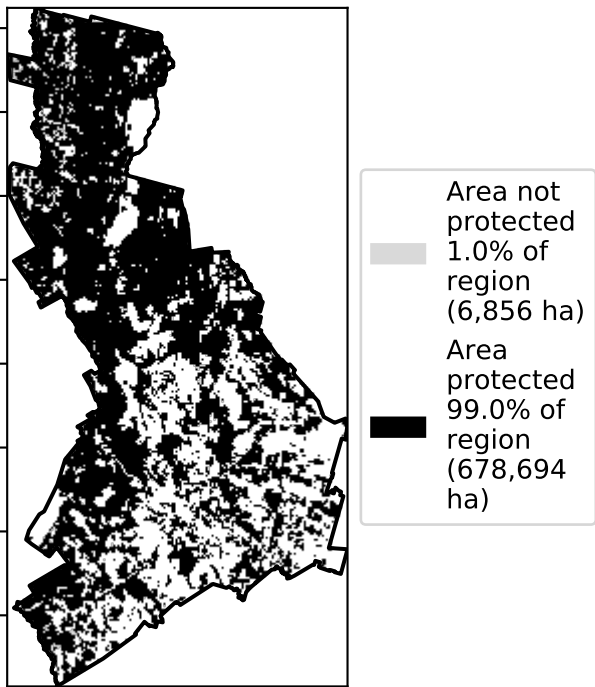 Area not
protected
1.0% of
region
(6,856 ha)
Area
protected
99.0% of
region
(678,694
ha)